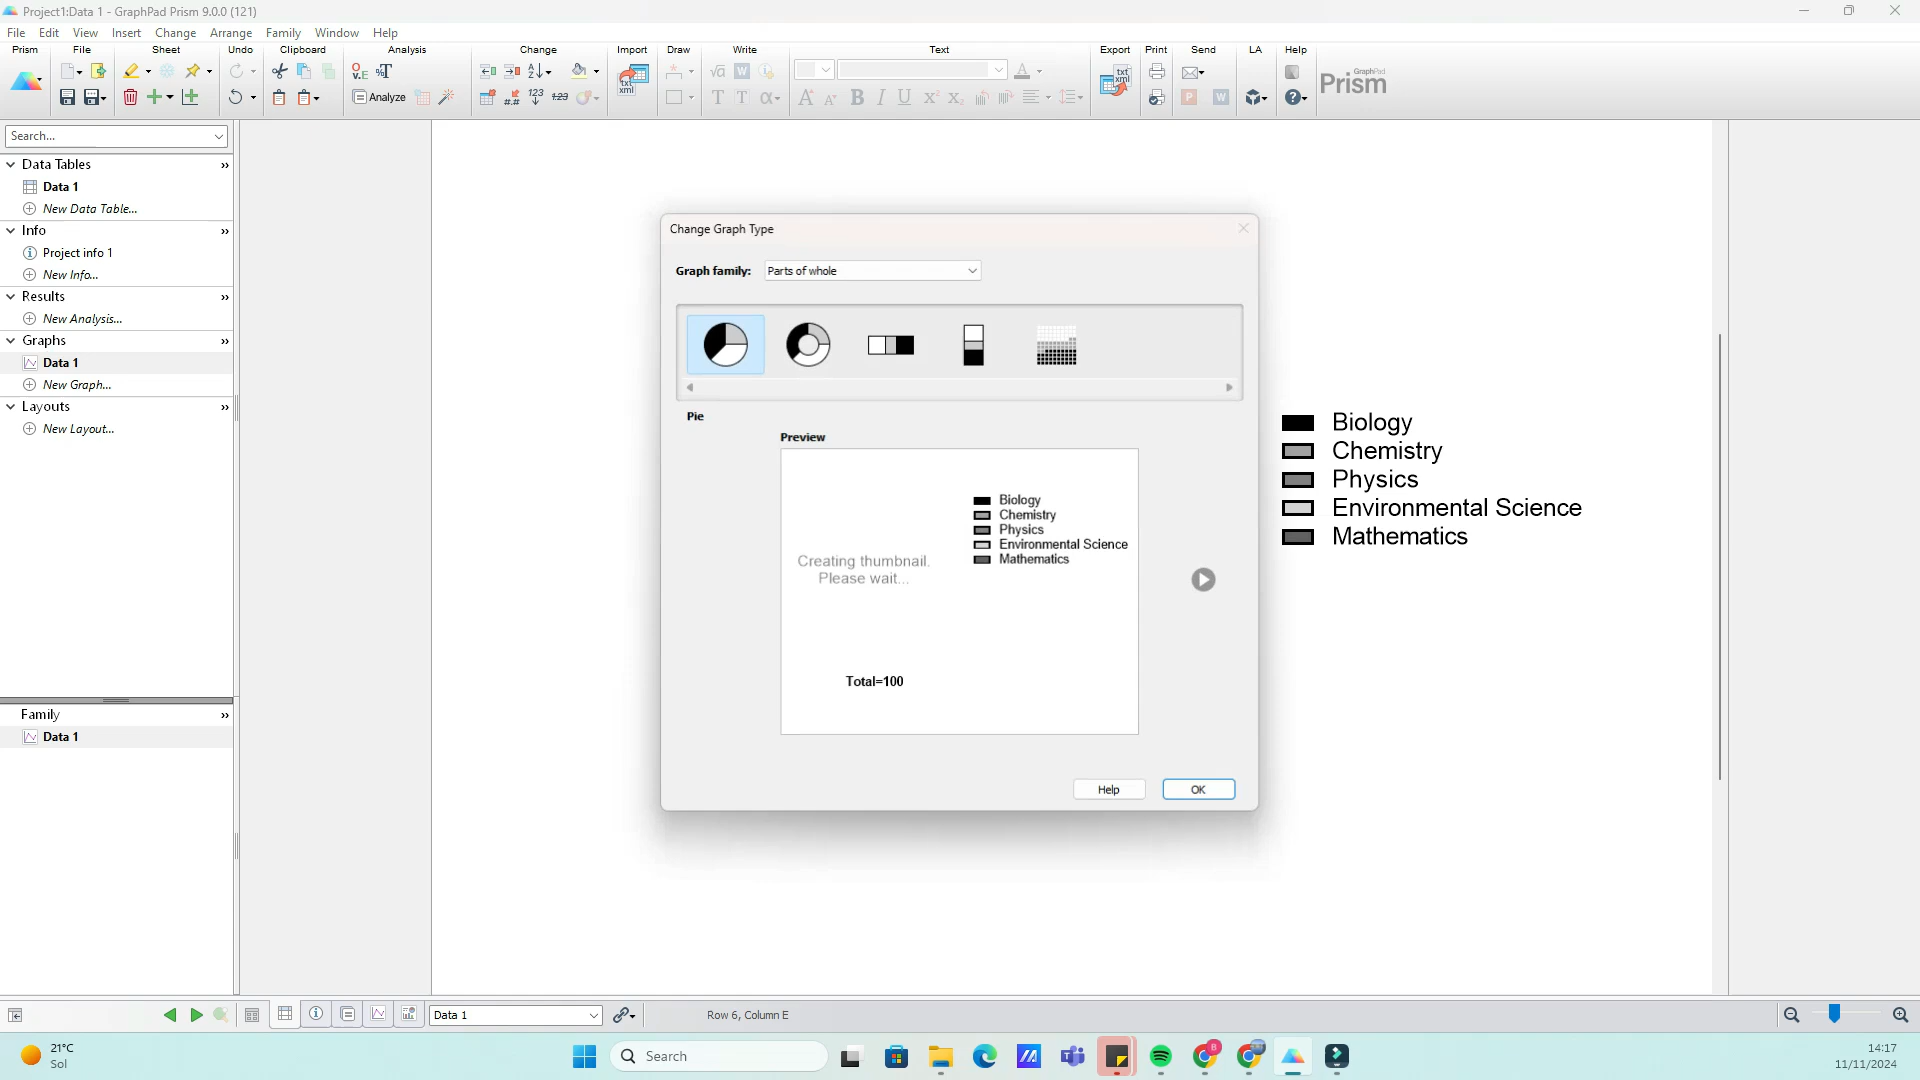 Project1:Data 1 - GraphPad Prism 9.0.0 (121)
File Edit View Insert Change Arrange Family Window Help
Prism File Sheet Undo Clipboard Analysis Change Import Draw Write Text Export Print Send LA Help
Analyze
GraphPad
Prism
Search...
Data Tables
Data 1
New Data Table...
Info
Project info 1
New Info...
Results
New Analysis...
Graphs
Data 1
New Graph...
Layouts
New Layout...
Family
Data 1
Change Graph Type
Graph family: Parts of whole
Pie
Preview
Creating thumbnail.
Please wait...
Biology
Chemistry
Physics
Environmental Science
Mathematics
Total=100
Help OK
Biology
Chemistry
Physics
Environmental Science
Mathematics
Data 1
Row 6, Column E
21°C
Sol
Search
14:17
11/11/2024